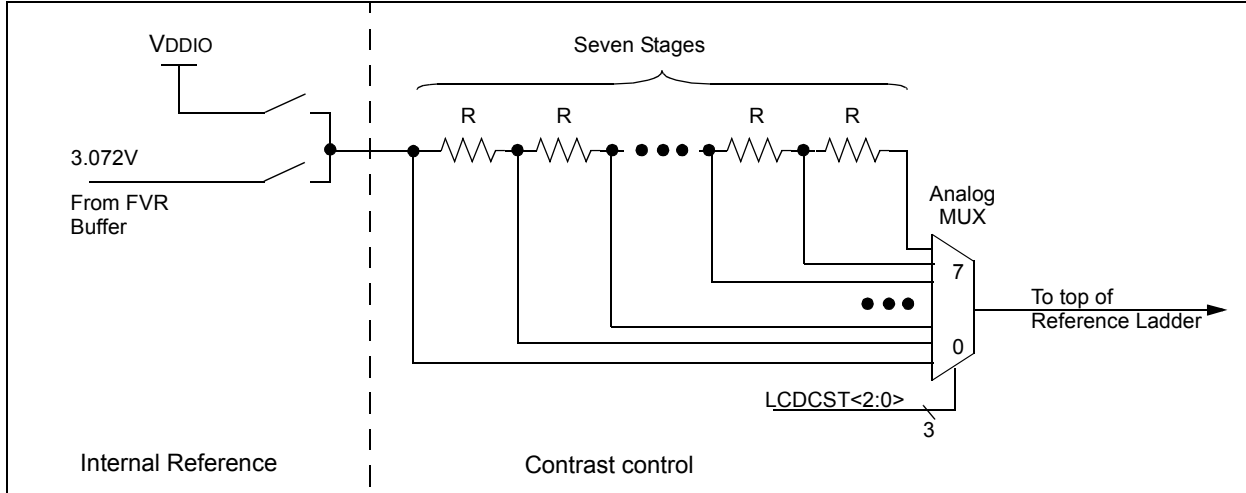 VDDIO
3.072V
From FVR
Buffer
Seven Stages
R
R
R
R
Analog
MUX
7
0
To top of
Reference Ladder
LCDCST<2:0>
3
Internal Reference
Contrast control